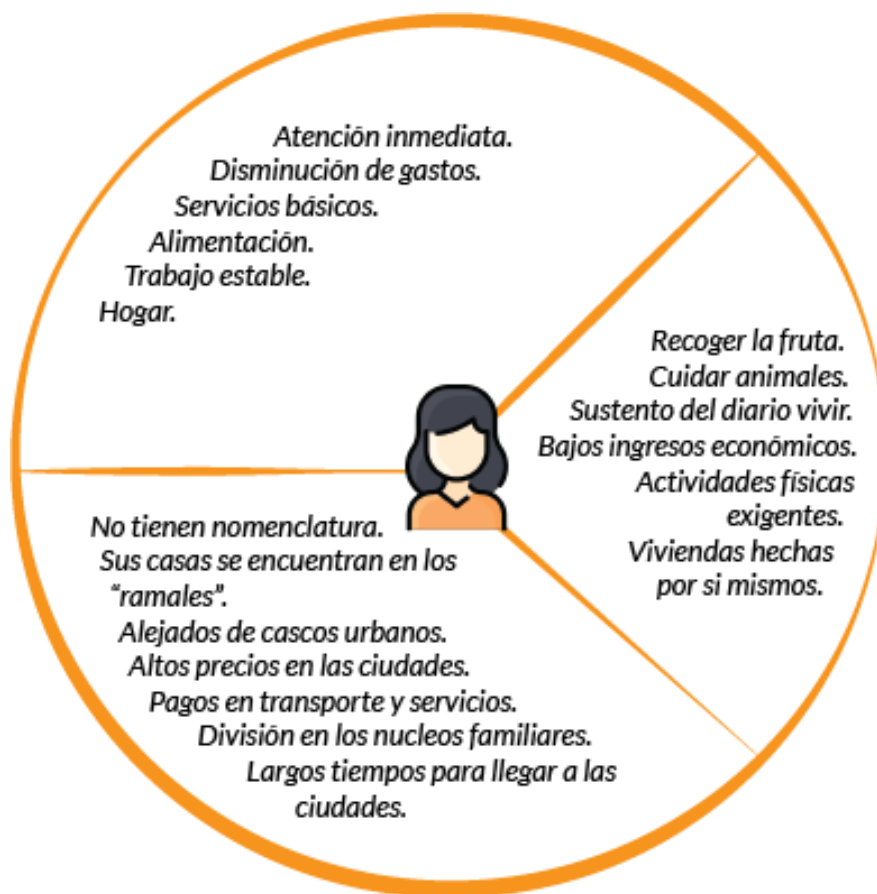 Atención inmediata.
Disminución de gastos.
Servicios básicos.
Alimentación.
Trabajo estable.
Hogar.
Recoger la fruta.
Cuidar animales.
Sustento del diario vivir.
Bajos ingresos económicos.
Actividades físicas
exigentes.
Viviendas hechas
por si mismos.
No tienen nomenclatura.
Sus casas se encuentran en los
“ramales”.
Alejados de cascos urbanos.
Altos precios en las ciudades.
Pagos en transporte y servicios.
División en los nucleos familiares.
Largos tiempos para llegar a las
ciudades.